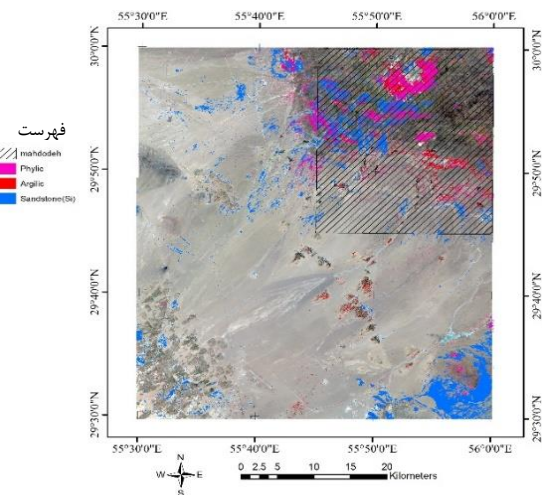 55°30'0"E 55°40'0"E 55°50'0"E 56°0'0"E
30°0'0"N 30°0'0"N
فهرست
mahdodeh
Phylic
Argilic
Sandstone(Si)
29°50'0"N 29°50'0"N
29°40'0"N 29°40'0"N
29°30'0"N 29°30'0"N
55°30'0"E 55°40'0"E 55°50'0"E 56°0'0"E
N
W E
S
0 2.5 5 10 15 20
Kilometers